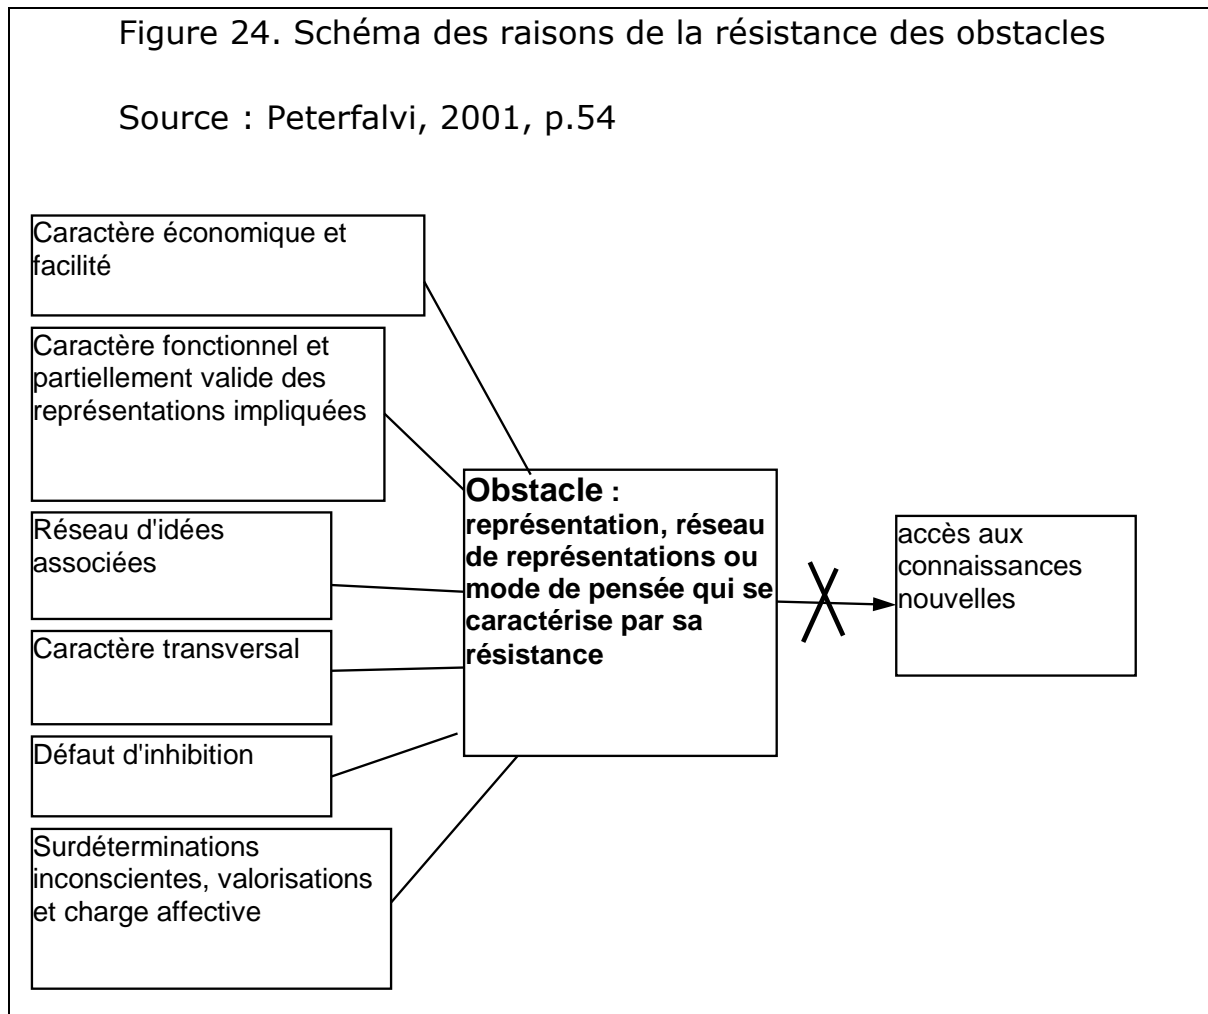 Figure 24. Schéma des raisons de la résistance des obstacles
Source : Peterfalvi, 2001, p.54
Caractère économique et
facilité
Caractère fonctionnel et
partiellement valide des
représentations impliquées
Réseau d'idées
associées
Caractère transversal
Défaut d'inhibition
Surdéterminations
inconscientes, valorisations
et charge affective
Obstacle :
représentation, réseau
de représentations ou
mode de pensée qui se
caractérise par sa
résistance
accès aux
connaissances
nouvelles